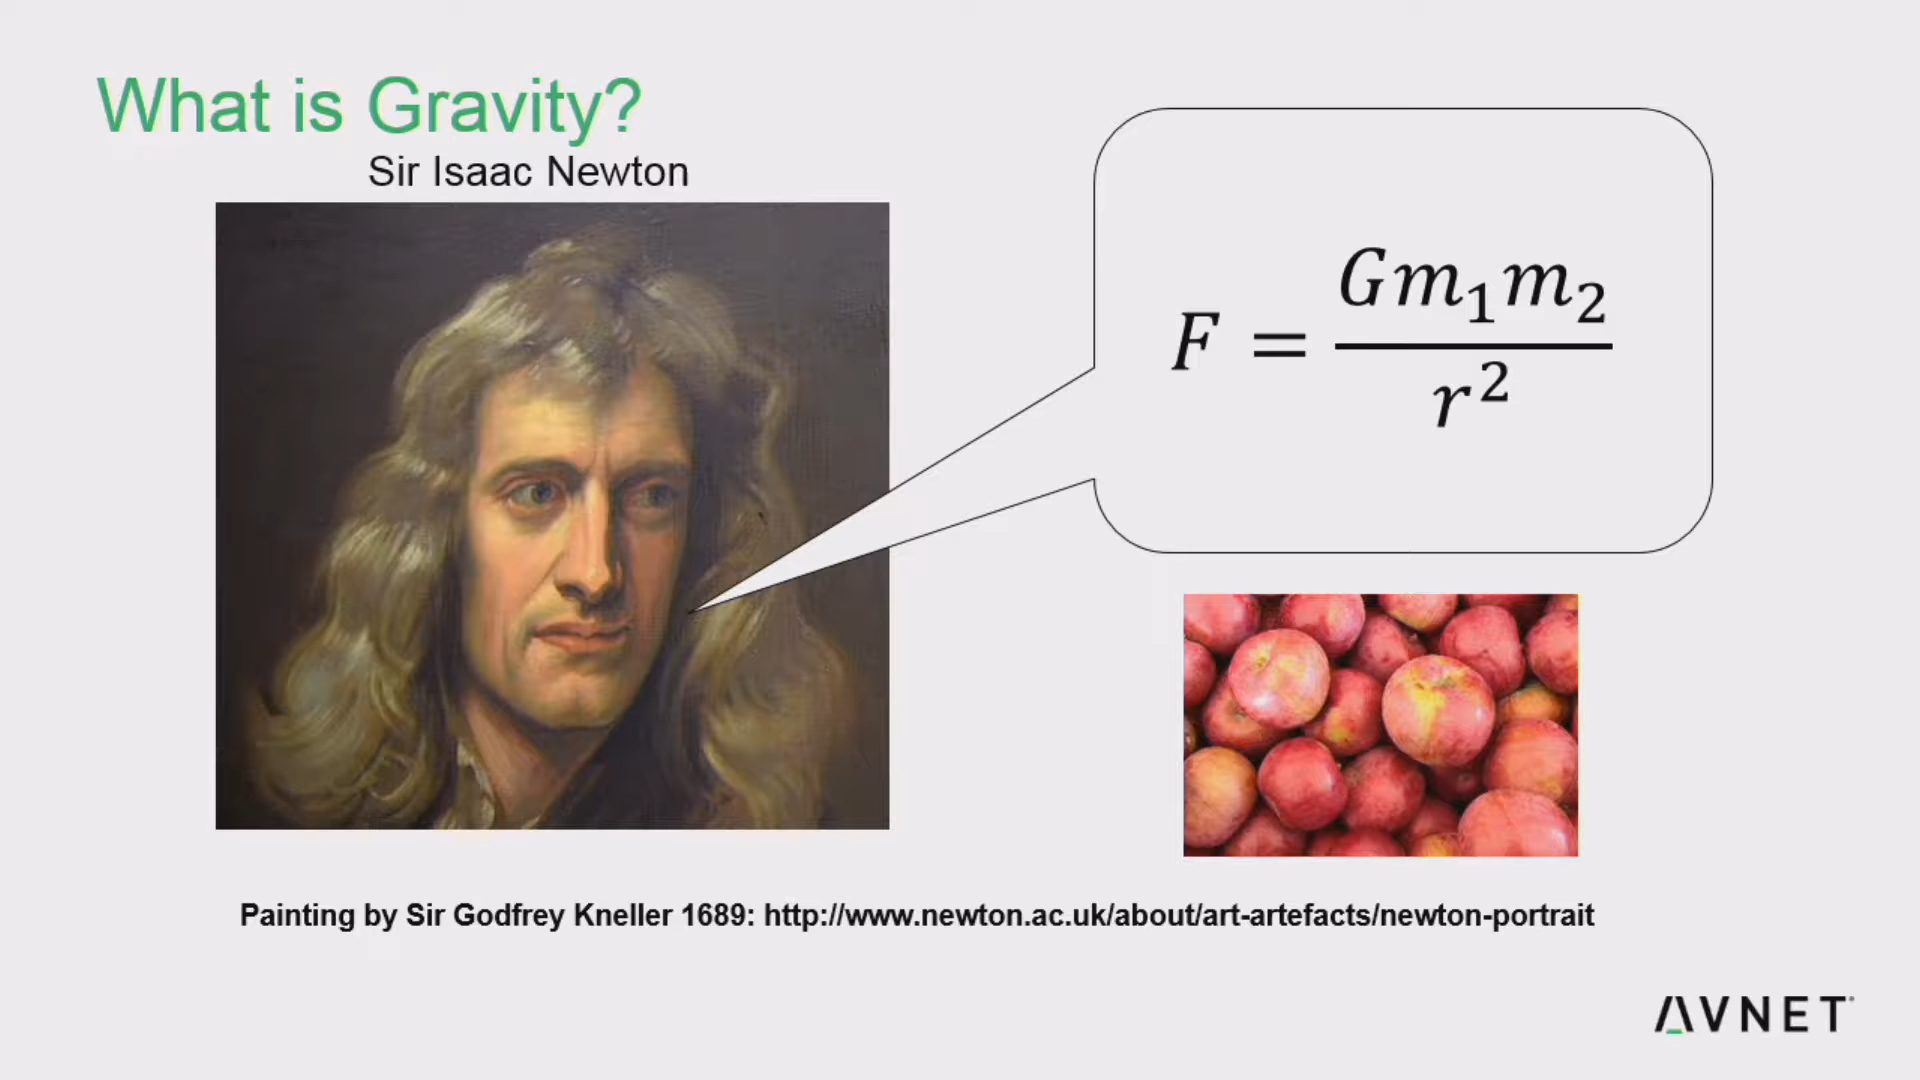 What is Gravity?
Sir Isaac Newton
F = Gm₁m₂ / r²
Painting by Sir Godfrey Kneller 1689: http://www.newton.ac.uk/about/art-artefacts/newton-portrait
AVNET